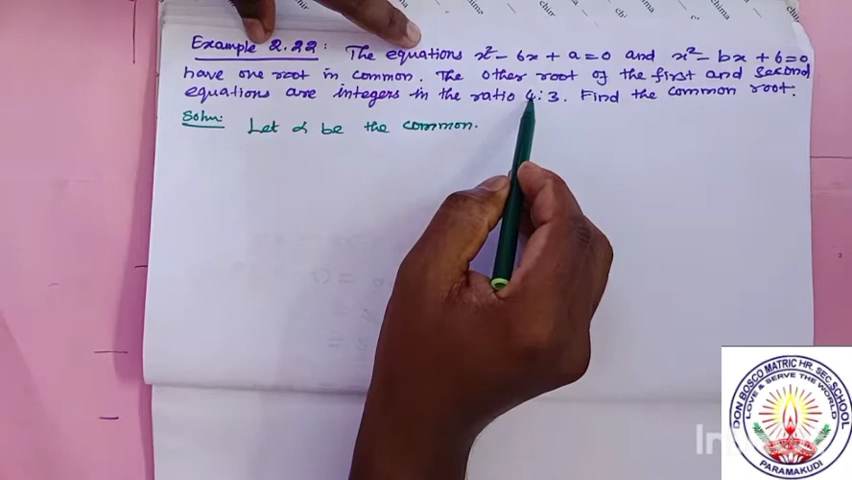 chima
chima
Example 2.22: The equations x² - 6x + a = 0 and x² - bx + 6 = 0
have one root in common. The other root of the first and second
equations are integers in the ratio 4:3. Find the common root.
Soln: Let α be the common.
DON BOSCO MATRIC HR. SEC SCHOOL
LOVE & SERVE THE WORLD
PARAMAKUDI